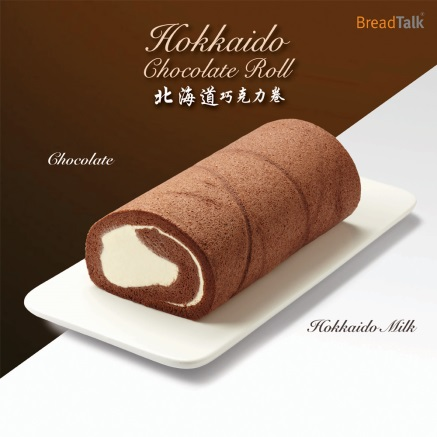 BreadTalk®
Hokkaido
Chocolate Roll
北海道巧克力卷
Chocolate
Hokkaido Milk